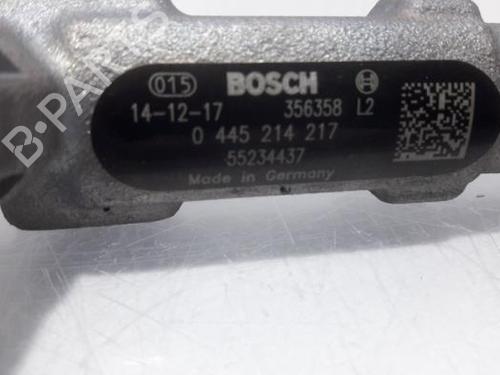 B-PARTS
015 BOSCH
14-12-17 356358 L2
0 445 214 217
55234437
Made in Germany